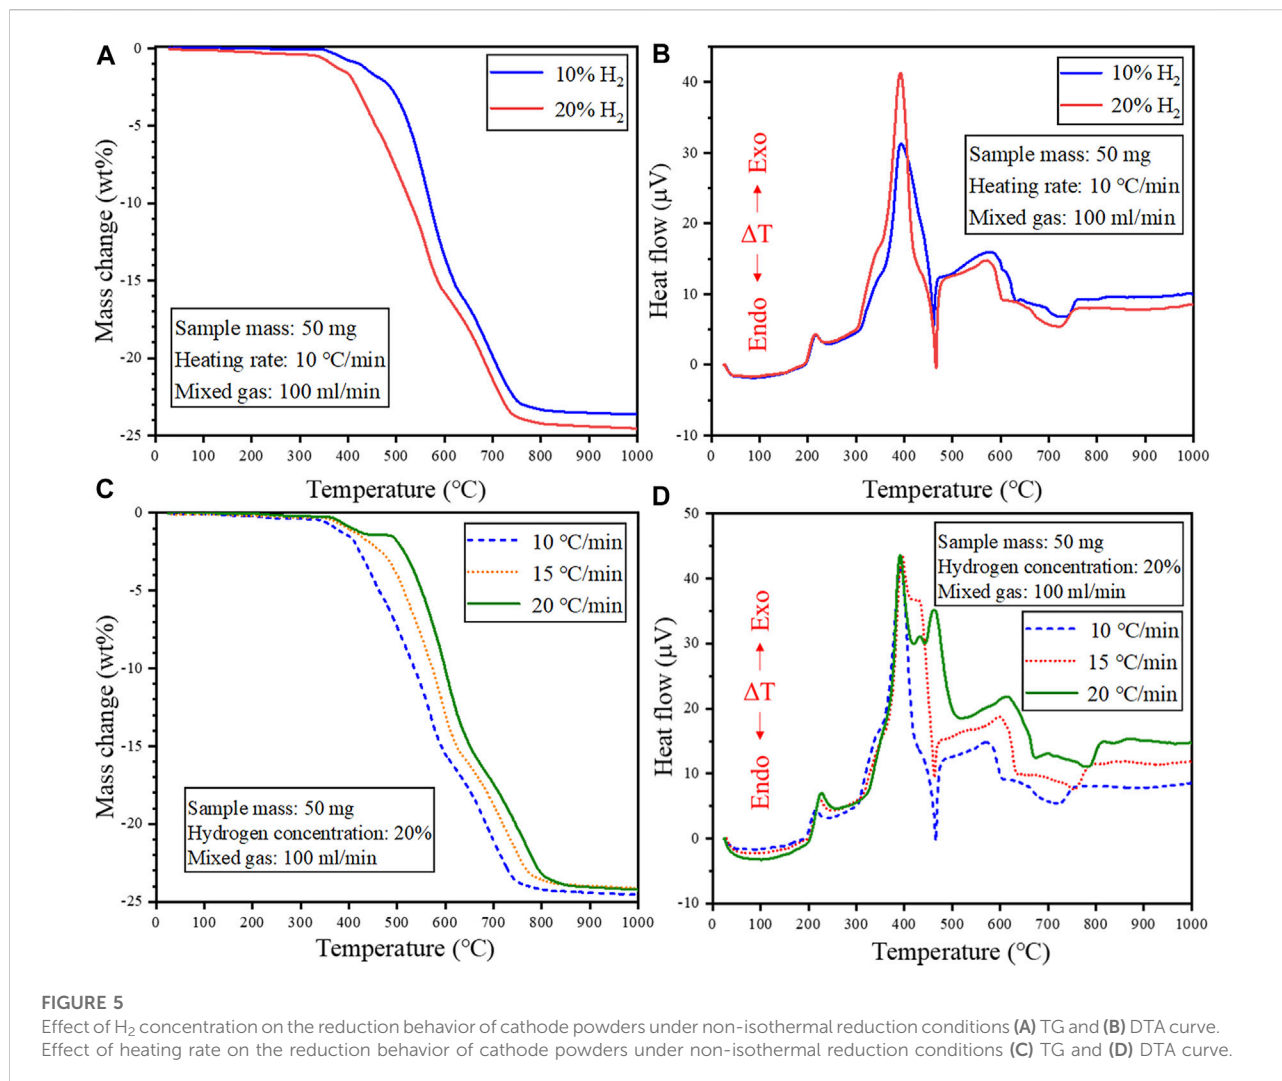 A
0
-5
-10
-15
-20
-25
Mass change (wt%)
10% H2
20% H2
Sample mass: 50 mg
Heating rate: 10 °C/min
Mixed gas: 100 ml/min
0 100 200 300 400 500 600 700 800 900 1000
Temperature (°C)
B
40
30
20
10
0
-10
Heat flow (μV)
10% H2
20% H2
Sample mass: 50 mg
Heating rate: 10 °C/min
Mixed gas: 100 ml/min
Exo
ΔT
Endo
0 100 200 300 400 500 600 700 800 900 1000
Temperature (°C)
C
0
-5
-10
-15
-20
-25
Mass change (wt%)
10 °C/min
15 °C/min
20 °C/min
Sample mass: 50 mg
Hydrogen concentration: 20%
Mixed gas: 100 ml/min
0 100 200 300 400 500 600 700 800 900 1000
Temperature (°C)
D
50
40
30
20
10
0
-10
Heat flow (μV)
Sample mass: 50 mg
Hydrogen concentration: 20%
Mixed gas: 100 ml/min
10 °C/min
15 °C/min
20 °C/min
Exo
ΔT
Endo
0 100 200 300 400 500 600 700 800 900 1000
Temperature (°C)
FIGURE 5
Effect of H2 concentration on the reduction behavior of cathode powders under non-isothermal reduction conditions (A) TG and (B) DTA curve.
Effect of heating rate on the reduction behavior of cathode powders under non-isothermal reduction conditions (C) TG and (D) DTA curve.